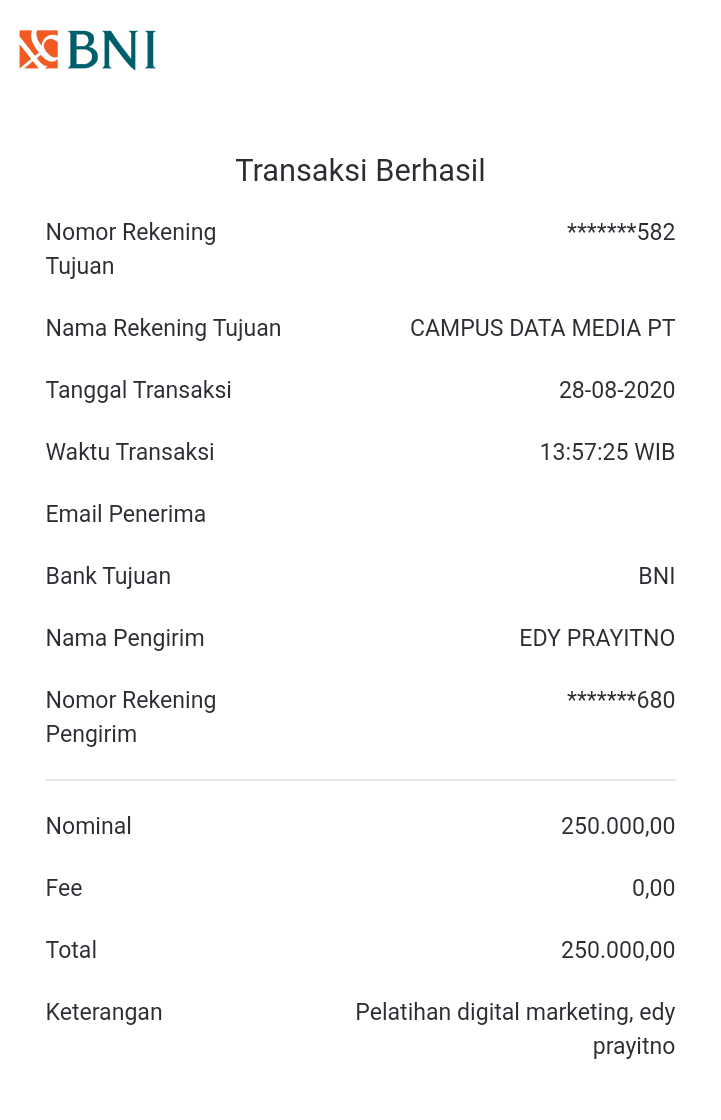 BNI
Transaksi Berhasil
Nomor Rekening Tujuan *******582
Nama Rekening Tujuan CAMPUS DATA MEDIA PT
Tanggal Transaksi 28-08-2020
Waktu Transaksi 13:57:25 WIB
Email Penerima
Bank Tujuan BNI
Nama Pengirim EDY PRAYITNO
Nomor Rekening Pengirim *******680
Nominal 250.000,00
Fee 0,00
Total 250.000,00
Keterangan Pelatihan digital marketing, edy
prayitno